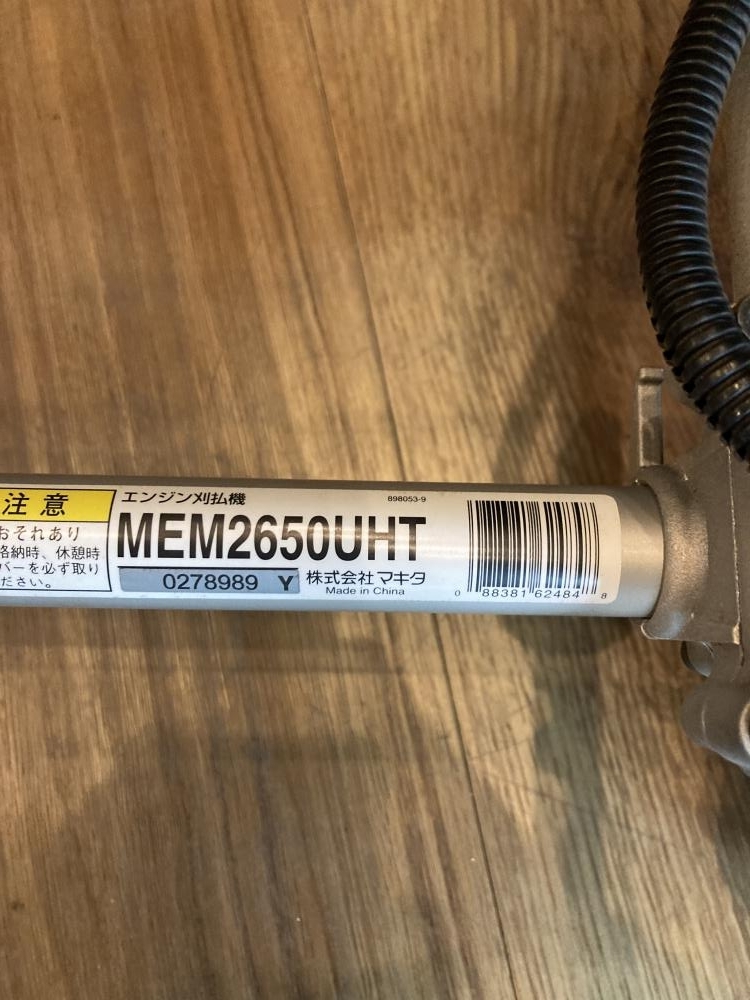 注意
おそれあり
格納時、休憩時
バーを必ず取り
ださい。
エンジン刈払機
898053-9
MEM2650UHT
0278989 Y
株式会社マキタ
Made in China
0 88381 62484 8